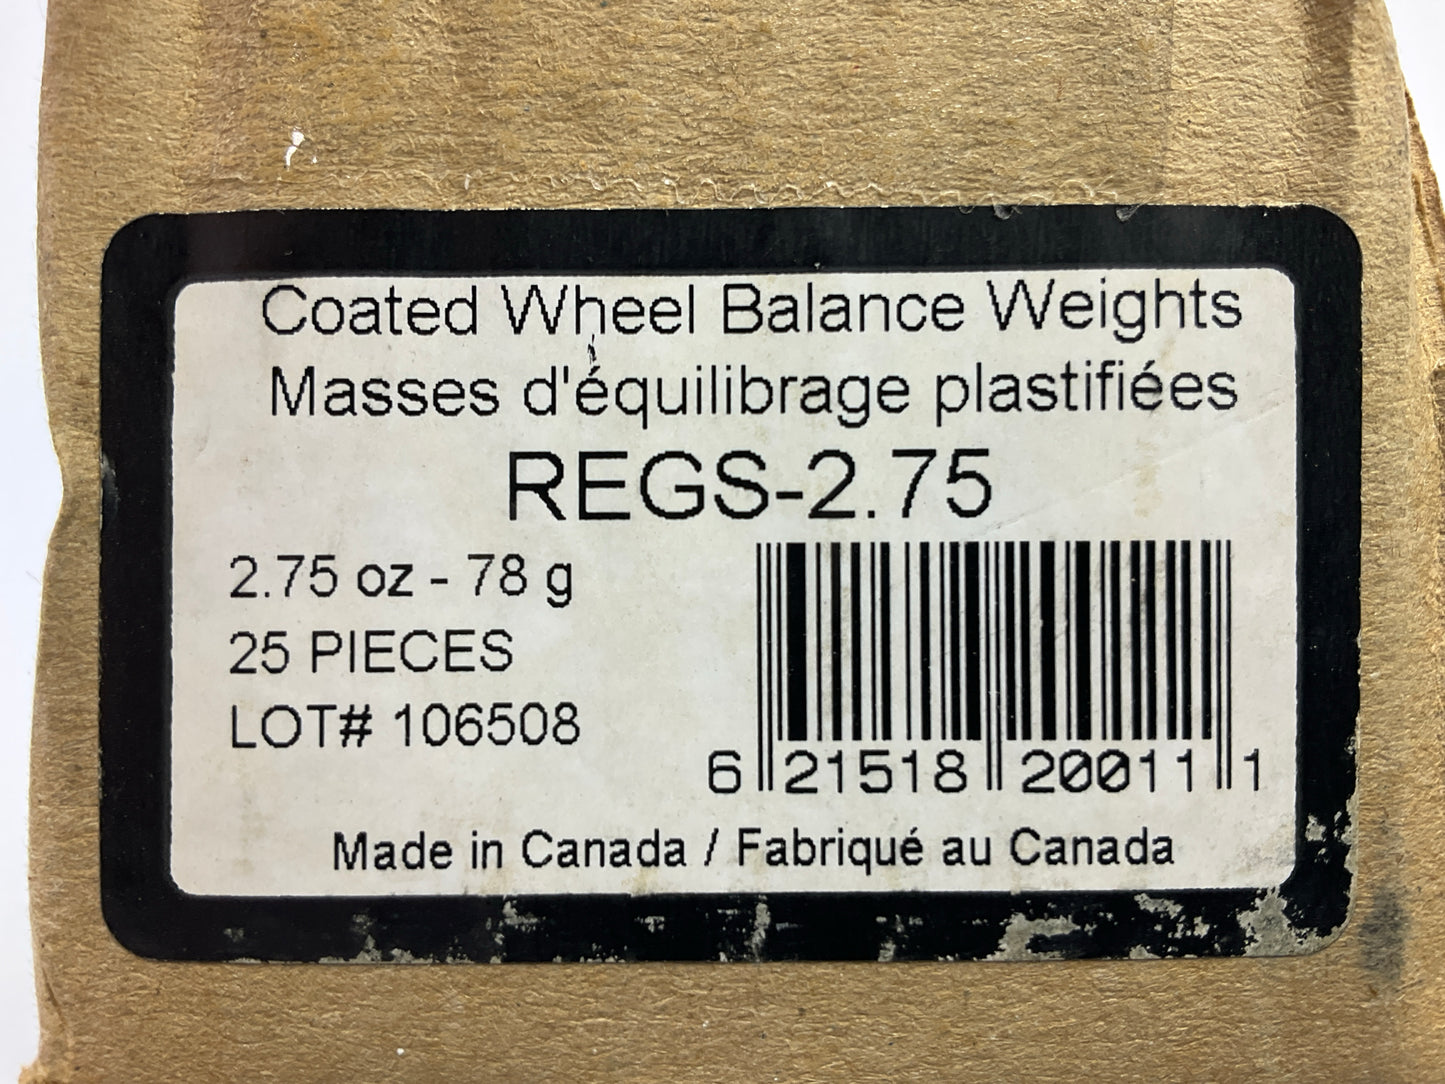 Coated Wheel Balance Weights
Masses d'équilibrage plastifiées
REGS-2.75
2.75 oz - 78 g
25 PIECES
LOT# 106508
6 21518 20011 1
Made in Canada / Fabriqué au Canada